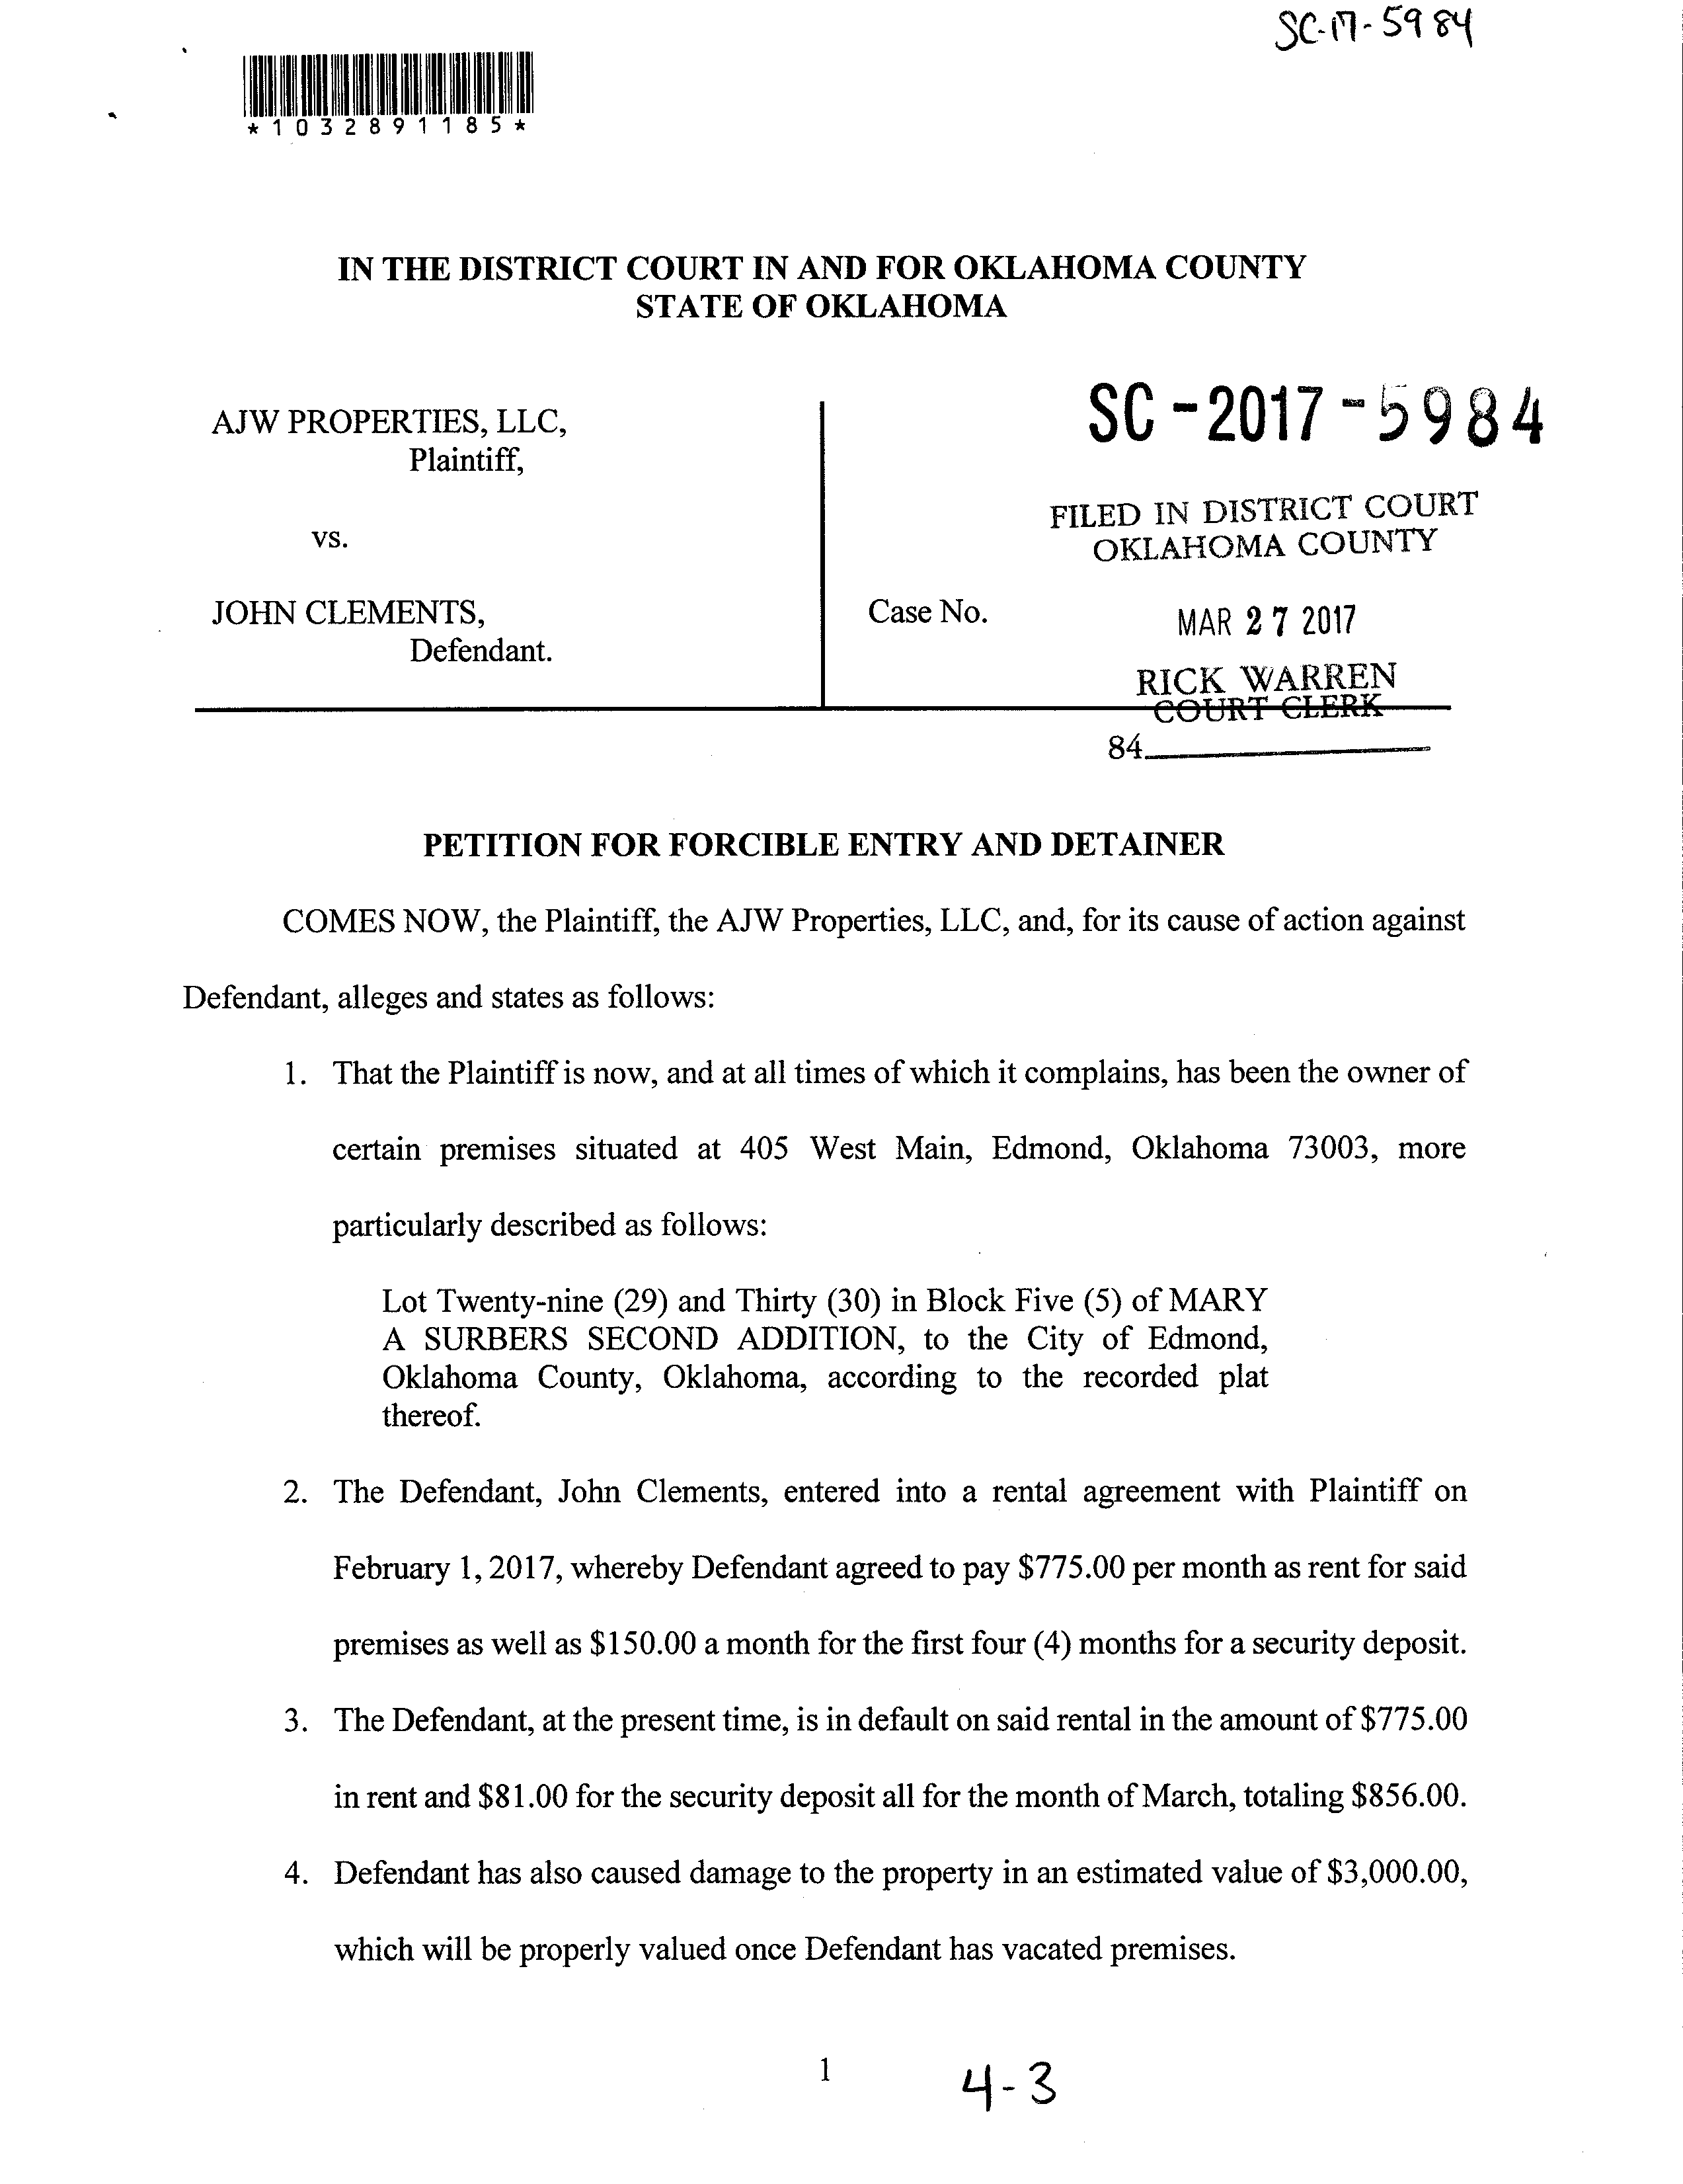 SC-17-5984
*1032891185*
IN THE DISTRICT COURT IN AND FOR OKLAHOMA COUNTY
STATE OF OKLAHOMA
AJW PROPERTIES, LLC,
Plaintiff,
vs.
JOHN CLEMENTS,
Defendant.
SC-2017-5984
FILED IN DISTRICT COURT
OKLAHOMA COUNTY
Case No.
MAR 27 2017
RICK WARREN
COURT CLERK
84
PETITION FOR FORCIBLE ENTRY AND DETAINER
COMES NOW, the Plaintiff, the AJW Properties, LLC, and, for its cause of action against
Defendant, alleges and states as follows:
1. That the Plaintiff is now, and at all times of which it complains, has been the owner of
certain premises situated at 405 West Main, Edmond, Oklahoma 73003, more
particularly described as follows:
Lot Twenty-nine (29) and Thirty (30) in Block Five (5) of MARY
A SURBERS SECOND ADDITION, to the City of Edmond,
Oklahoma County, Oklahoma, according to the recorded plat
thereof.
2. The Defendant, John Clements, entered into a rental agreement with Plaintiff on
February 1, 2017, whereby Defendant agreed to pay $775.00 per month as rent for said
premises as well as $150.00 a month for the first four (4) months for a security deposit.
3. The Defendant, at the present time, is in default on said rental in the amount of $775.00
in rent and $81.00 for the security deposit all for the month of March, totaling $856.00.
4. Defendant has also caused damage to the property in an estimated value of $3,000.00,
which will be properly valued once Defendant has vacated premises.
1
4-3